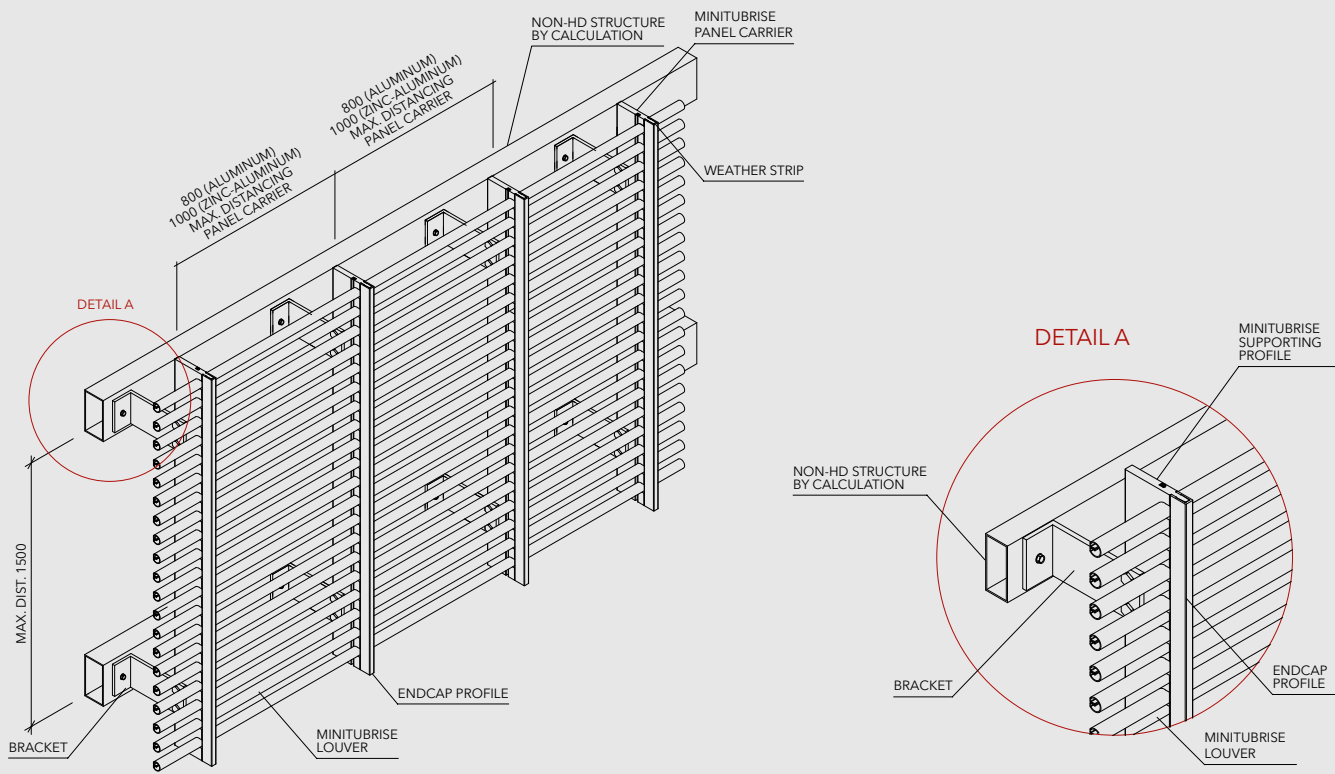 NON-HD STRUCTURE
BY CALCULATION
MINITUBRISE
PANEL CARRIER
800 (ALUMINUM)
1000 (ZINC-ALUMINUM)
MAX. DISTANCING
PANEL CARRIER
800 (ALUMINUM)
1000 (ZINC-ALUMINUM)
MAX. DISTANCING
PANEL CARRIER
WEATHER STRIP
DETAIL A
MAX. DIST. 1500
BRACKET
MINITUBRISE
LOUVER
ENDCAP PROFILE
DETAIL A
MINITUBRISE
SUPPORTING
PROFILE
NON-HD STRUCTURE
BY CALCULATION
BRACKET
ENDCAP
PROFILE
MINITUBRISE
LOUVER